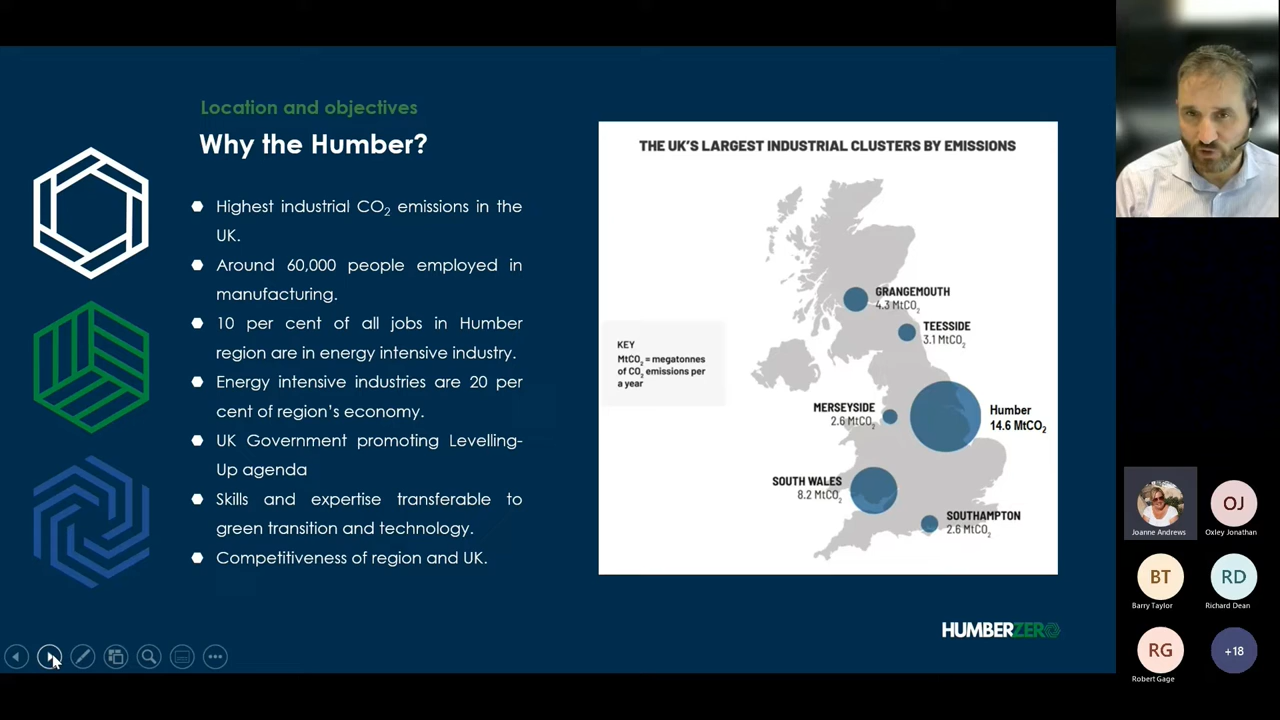 Location and objectives
Why the Humber?
Highest industrial CO₂ emissions in the
UK.
Around 60,000 people employed in
manufacturing.
10 per cent of all jobs in Humber
region are in energy intensive industry.
Energy intensive industries are 20 per
cent of region's economy.
UK Government promoting Levelling-
Up agenda
Skills and expertise transferable to
green transition and technology.
Competitiveness of region and UK.
THE UK'S LARGEST INDUSTRIAL CLUSTERS BY EMISSIONS
KEY
MtCO₂ = megatonnes
of CO₂ emissions per
a year
GRANGEMOUTH
4.3 MtCO₂
TEESSIDE
3.1 MtCO₂
MERSEYSIDE
2.6 MtCO₂
Humber
14.6 MtCO₂
SOUTH WALES
8.2 MtCO₂
SOUTHAMPTON
2.6 MtCO₂
HUMBERZERO
Joanne Andrews
OJ
Oxley Jonathan
BT
Barry Taylor
RD
Richard Dean
RG
Robert Gage
+18